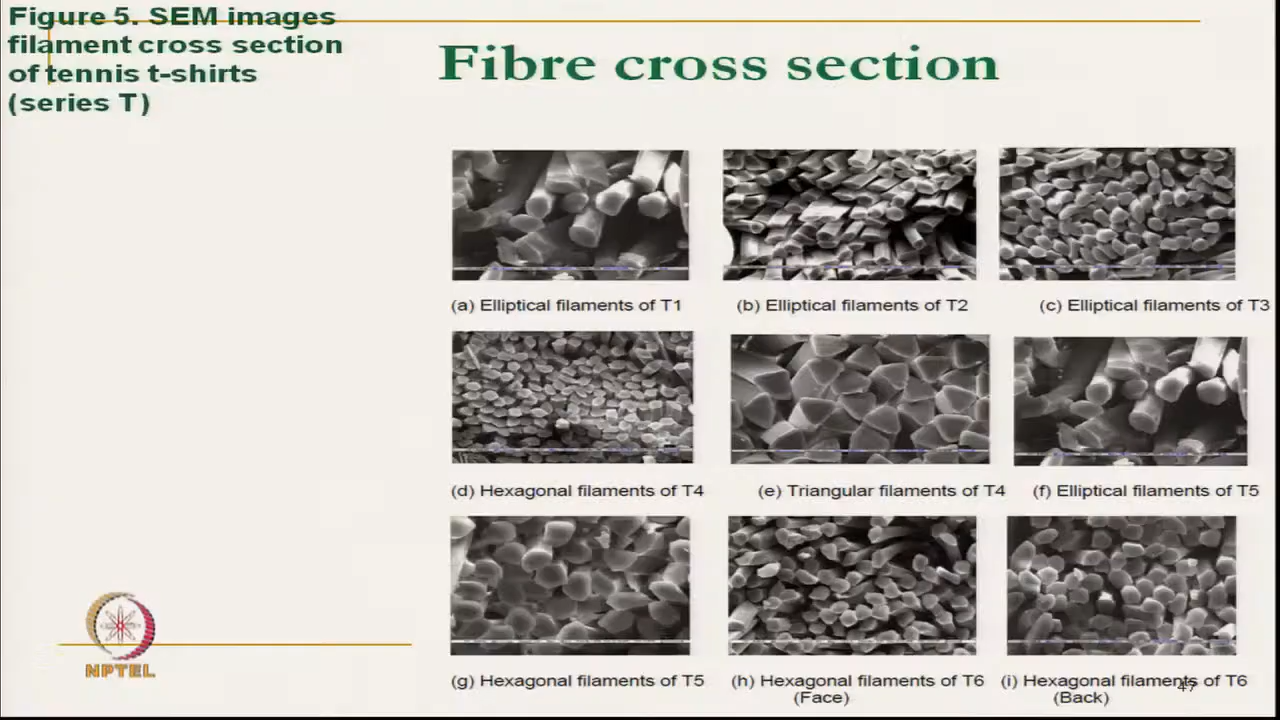 Figure 5. SEM images
filament cross section
of tennis t-shirts
(series T)
Fibre cross section
(a) Elliptical filaments of T1
(b) Elliptical filaments of T2
(c) Elliptical filaments of T3
(d) Hexagonal filaments of T4
(e) Triangular filaments of T4
(f) Elliptical filaments of T5
(g) Hexagonal filaments of T5
(h) Hexagonal filaments of T6
(Face)
(i) Hexagonal filaments of T6
(Back)
47
NPTEL